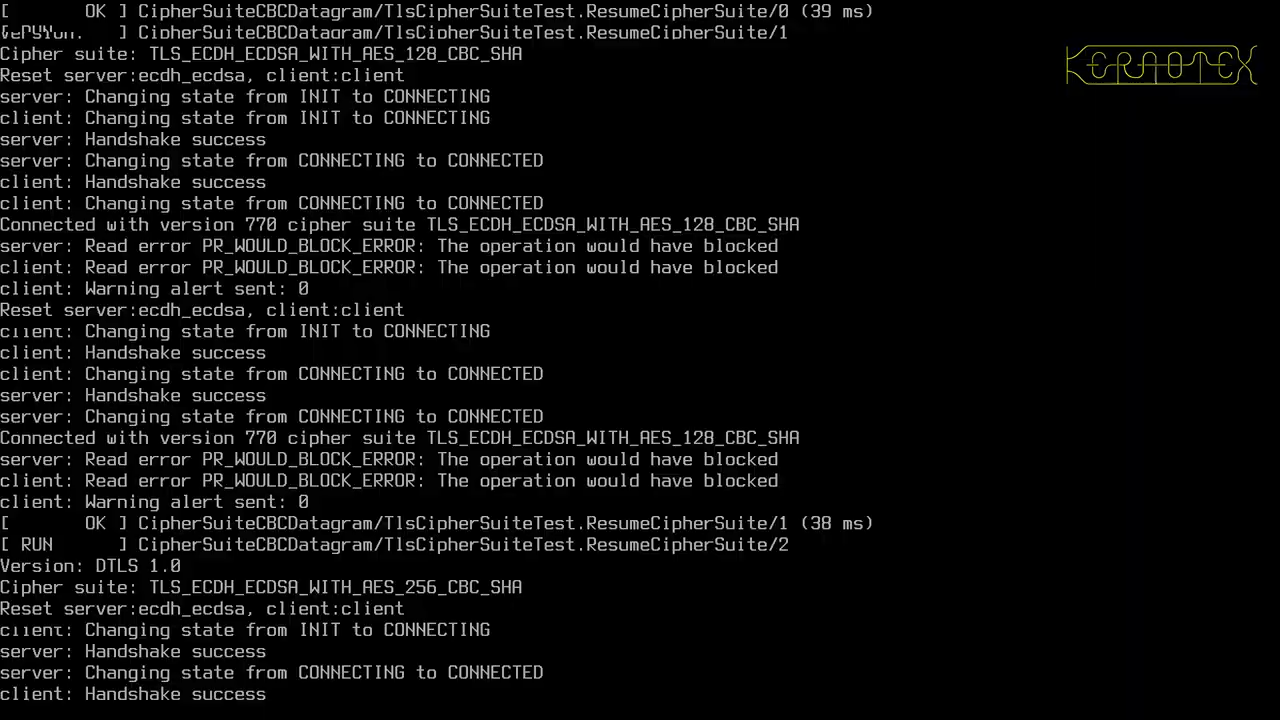 [       OK ] CipherSuiteCBCDatagram/TlsCipherSuiteTest.ResumeCipherSuite/0 (39 ms)
] CipherSuiteCBCDatagram/TlsCipherSuiteTest.ResumeCipherSuite/1
Cipher suite: TLS_ECDH_ECDSA_WITH_AES_128_CBC_SHA
Reset server:ecdh_ecdsa, client:client
server: Changing state from INIT to CONNECTING
client: Changing state from INIT to CONNECTING
server: Handshake success
server: Changing state from CONNECTING to CONNECTED
client: Handshake success
client: Changing state from CONNECTING to CONNECTED
Connected with version 770 cipher suite TLS_ECDH_ECDSA_WITH_AES_128_CBC_SHA
server: Read error PR_WOULD_BLOCK_ERROR: The operation would have blocked
client: Read error PR_WOULD_BLOCK_ERROR: The operation would have blocked
client: Warning alert sent: 0
Reset server:ecdh_ecdsa, client:client
client: Changing state from INIT to CONNECTING
client: Handshake success
client: Changing state from CONNECTING to CONNECTED
server: Handshake success
server: Changing state from CONNECTING to CONNECTED
Connected with version 770 cipher suite TLS_ECDH_ECDSA_WITH_AES_128_CBC_SHA
server: Read error PR_WOULD_BLOCK_ERROR: The operation would have blocked
client: Read error PR_WOULD_BLOCK_ERROR: The operation would have blocked
client: Warning alert sent: 0
[       OK ] CipherSuiteCBCDatagram/TlsCipherSuiteTest.ResumeCipherSuite/1 (38 ms)
[ RUN      ] CipherSuiteCBCDatagram/TlsCipherSuiteTest.ResumeCipherSuite/2
Version: DTLS 1.0
Cipher suite: TLS_ECDH_ECDSA_WITH_AES_256_CBC_SHA
Reset server:ecdh_ecdsa, client:client
client: Changing state from INIT to CONNECTING
server: Handshake success
server: Changing state from CONNECTING to CONNECTED
client: Handshake success